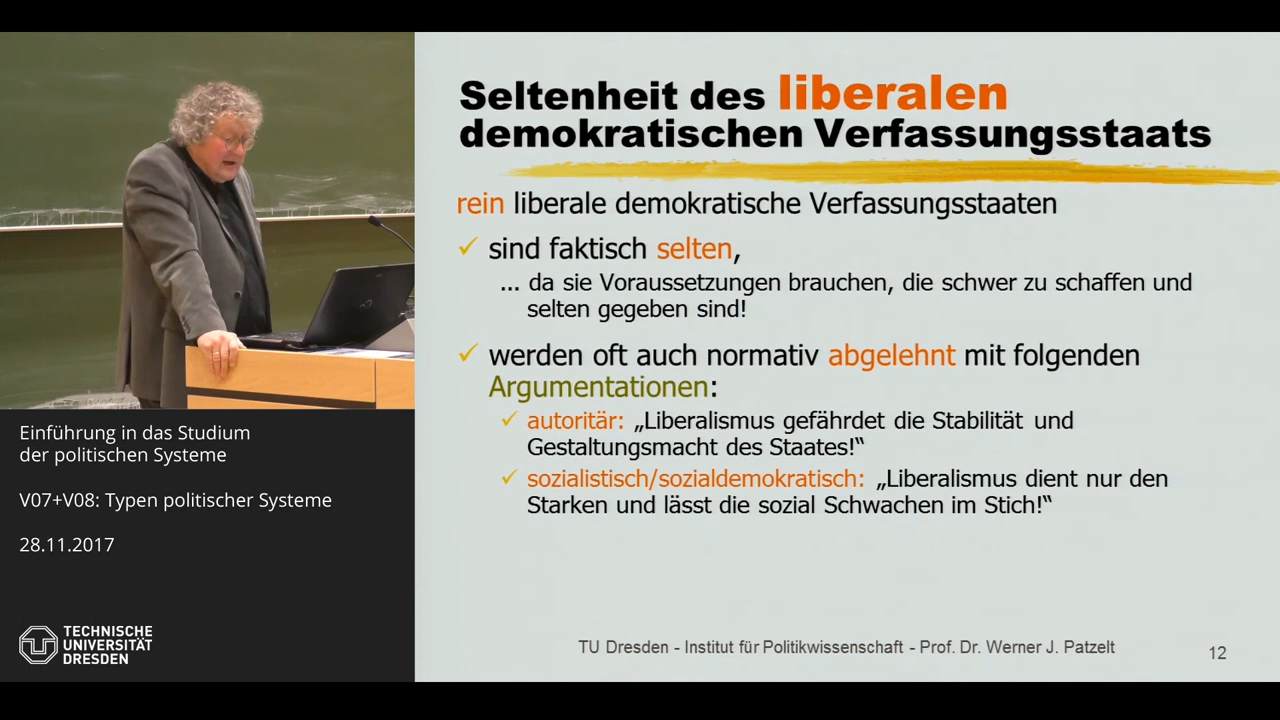 Seltenheit des liberalen
demokratischen Verfassungsstaats
rein liberale demokratische Verfassungsstaaten
sind faktisch selten,
... da sie Voraussetzungen brauchen, die schwer zu schaffen und
selten gegeben sind!
werden oft auch normativ abgelehnt mit folgenden
Argumentationen:
autoritär: „Liberalismus gefährdet die Stabilität und
Gestaltungsmacht des Staates!“
sozialistisch/sozialdemokratisch: „Liberalismus dient nur den
Starken und lässt die sozial Schwachen im Stich!“
TU Dresden - Institut für Politikwissenschaft - Prof. Dr. Werner J. Patzelt
12
Einführung in das Studium
der politischen Systeme
V07+V08: Typen politischer Systeme
28.11.2017
TECHNISCHE
UNIVERSITÄT
DRESDEN